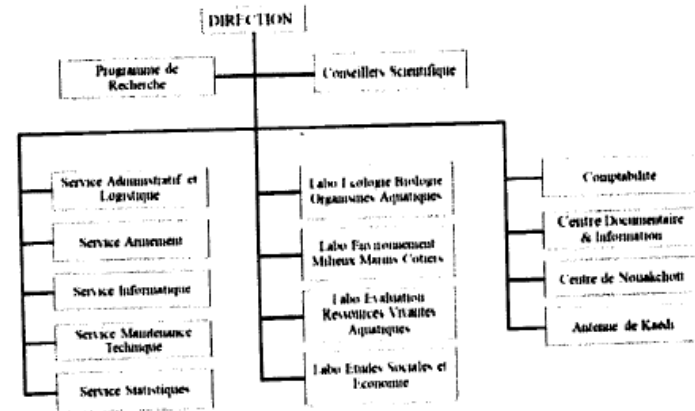 DIRECTION
Programme de
Recherche
Conseillers Scientifique
Service Administratif et
Logistique
Service Armement
Service Informatique
Service Maintenance
Technique
Service Statistiques
Labo Ecologie Biologie
Organismes Aquatiques
Labo Environnement
Milieux Marins Cotiers
Labo Evaluation
Ressources Vivantes
Aquatiques
Labo Etudes Sociales et
Economie
Comptabilité
Centre Documentaire
& Information
Centre de Nouakchott
Antenne de Kaédi